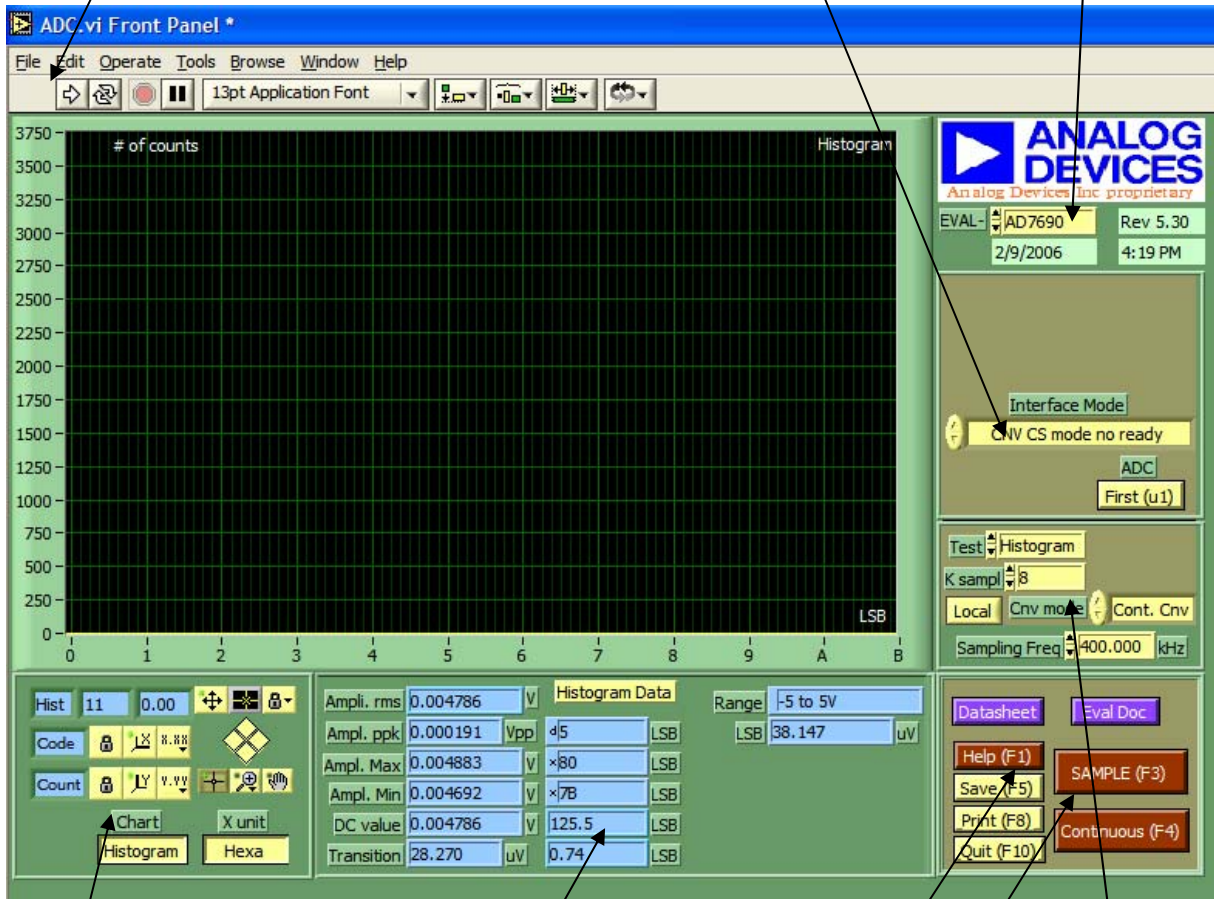 ADC.vi Front Panel *
File Edit Operate Tools Browse Window Help
13pt Application Font
# of counts
Histogram
3750
3500
3250
3000
2750
2500
2250
2000
1750
1500
1250
1000
750
500
250
0
LSB
0 1 2 3 4 5 6 7 8 9 A B
ANALOG
DEVICES
Analog Devices Inc proprietary
EVAL- AD7690 Rev 5.30
2/9/2006 4:19 PM
Interface Mode
CNV CS mode no ready
ADC
First (u1)
Test Histogram
K sampl 8
Local Cnv mode Cont. Cnv
Sampling Freq 400.000 kHz
Hist 11 0.00
Code X X.XX
Count Y Y.YY
Chart X unit
Histogram Hexa
Histogram Data
Ampli. rms 0.004786 V
Ampl. ppk 0.000191 Vpp d 5 LSB
Ampl. Max 0.004883 V x 80 LSB
Ampl. Min 0.004692 V x 7B LSB
DC value 0.004786 V 125.5 LSB
Transition 28.270 uV 0.74 LSB
Range -5 to 5V
LSB 38.147 uV
Datasheet Eval Doc
Help (F1)
Save (F5)
Print (F8)
Quit (F10)
SAMPLE (F3)
Continuous (F4)